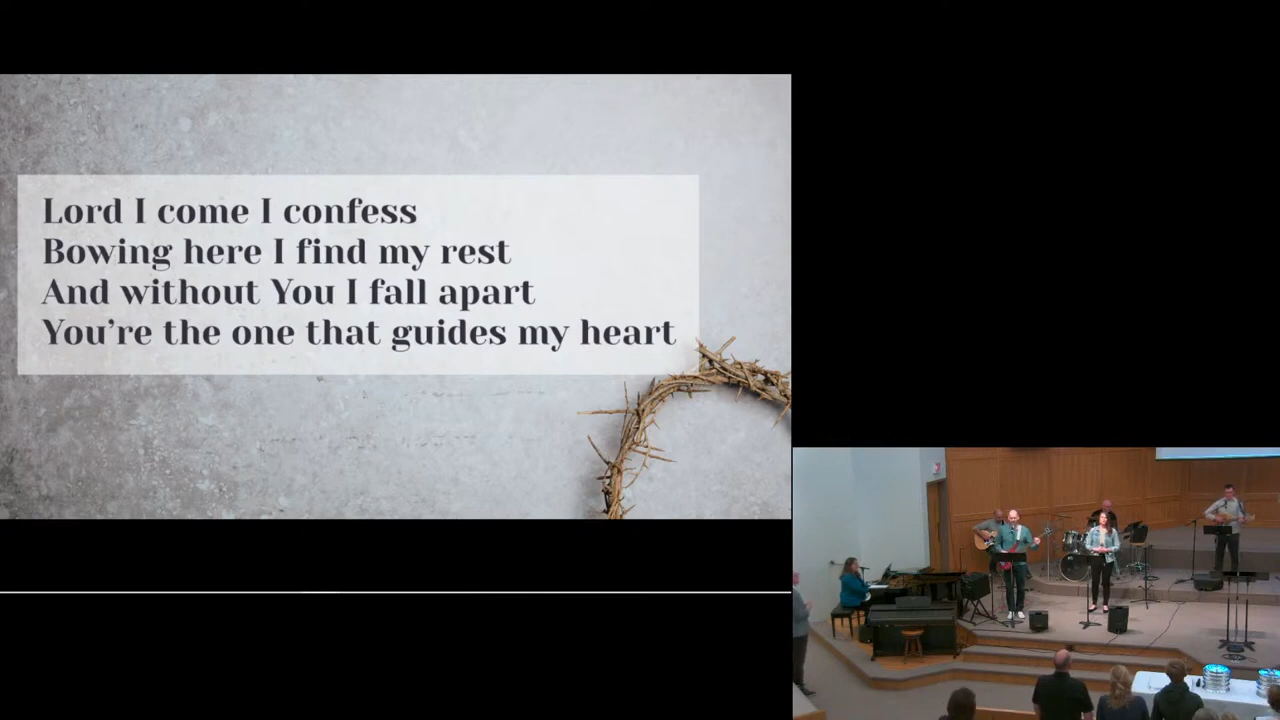 Lord I come I confess
Bowing here I find my rest
And without You I fall apart
You're the one that guides my heart